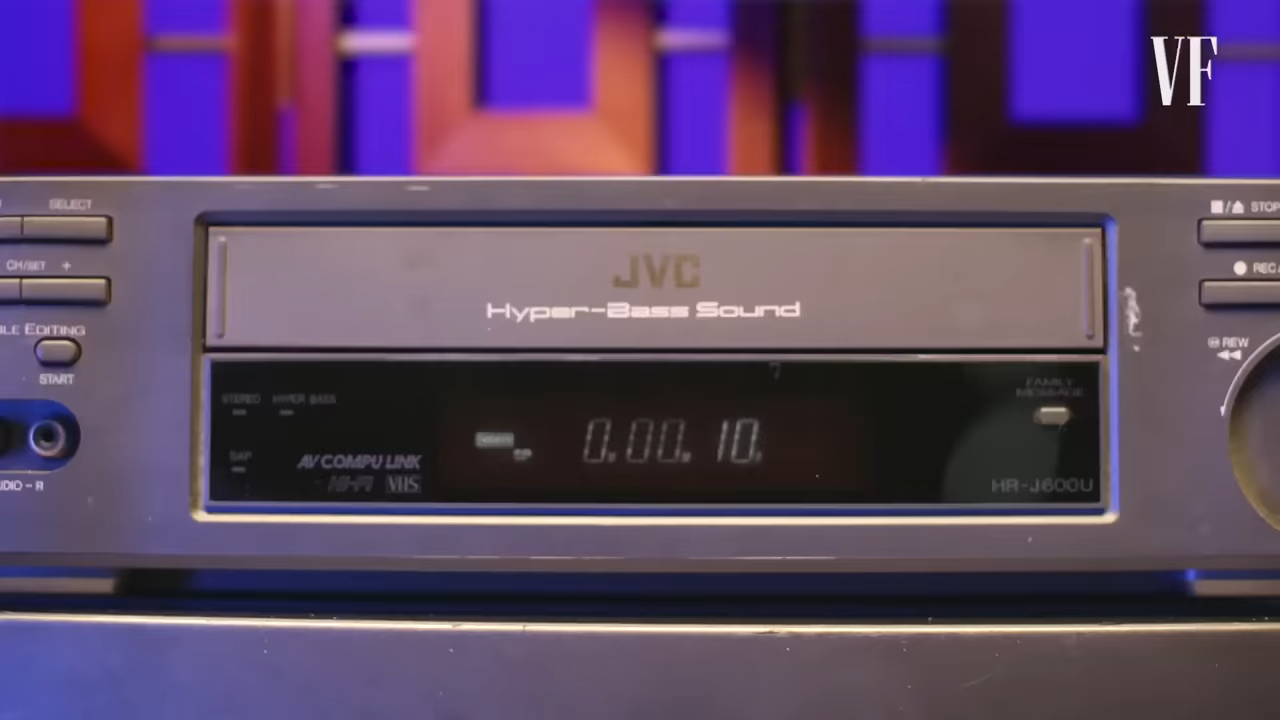 VF
SELECT
CH/SET +
LE EDITING
START
UDIO-R
JVC
Hyper-Bass Sound
STEREO HYPER BASS
SAP
AV COMPU LINK
HI-FI VHS
SP
0.00.10.
FAMILY
MESSAGE
HR-J600U
■/⏏ STOP
● REC
REW